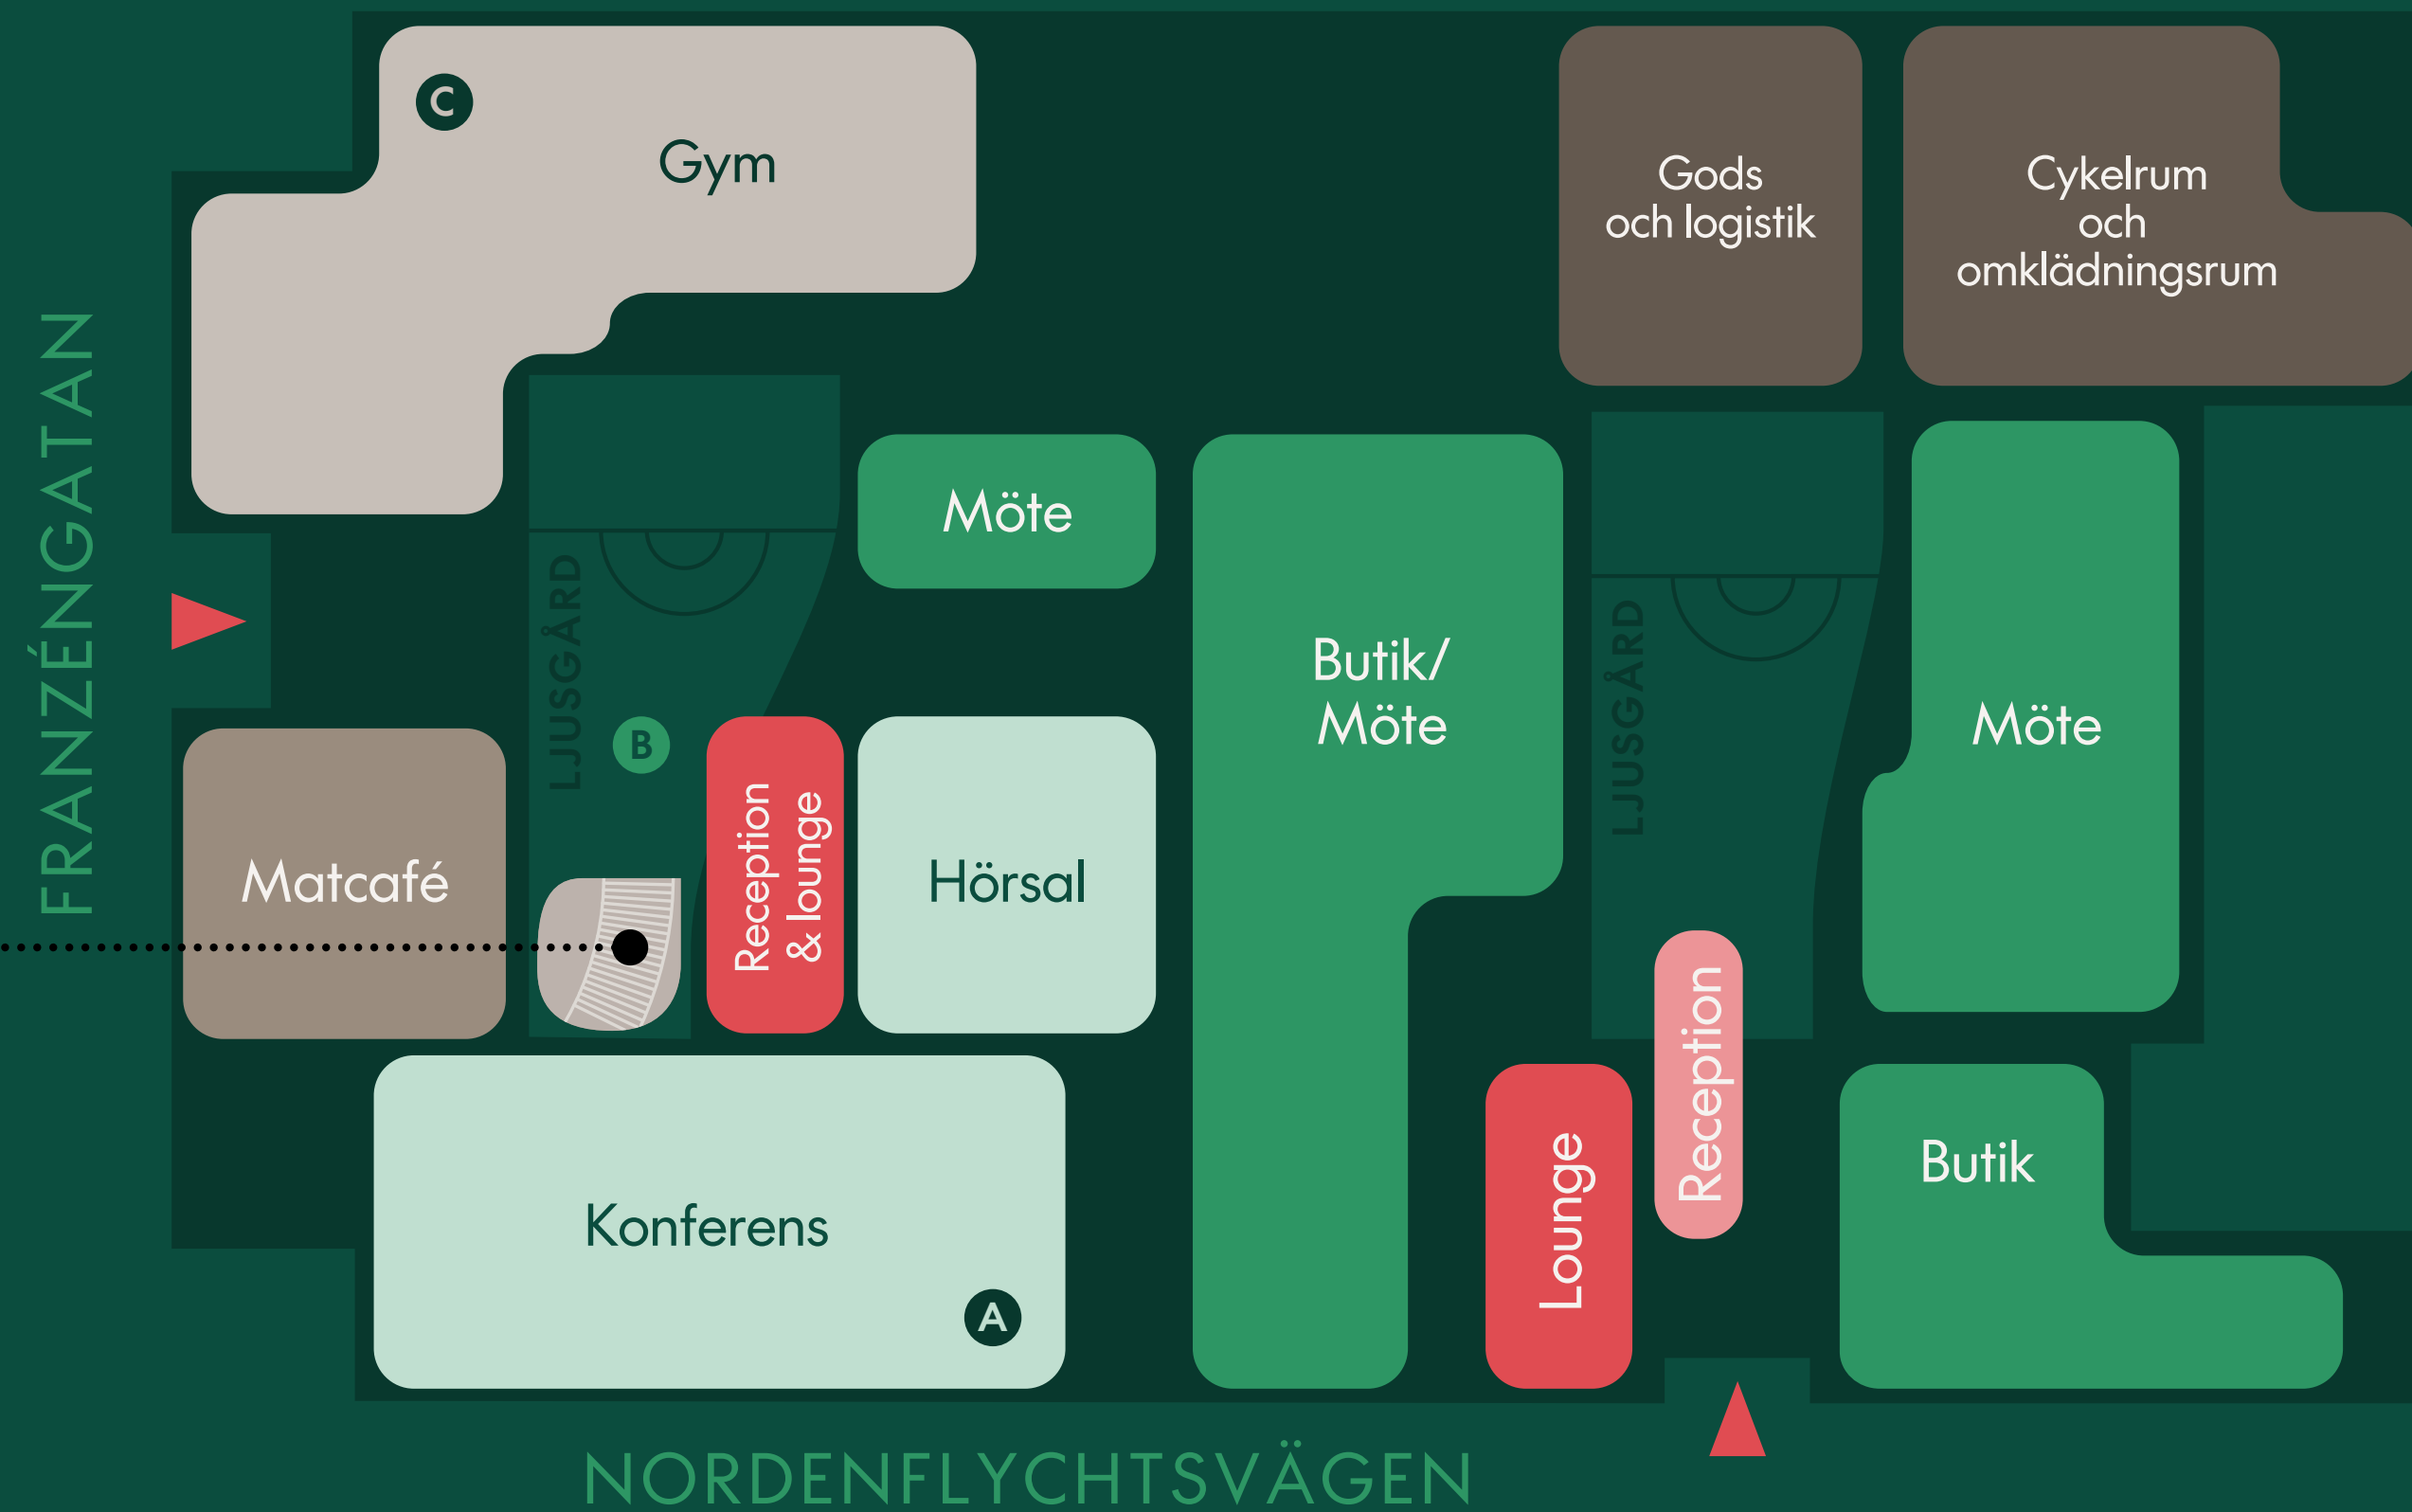 C
Gym
Gods
och logistik
Cykelrum
och
omklädningsrum
FRANZÉNGATAN
Möte
LJUSGÅRD
B
Butik/
Möte
LJUSGÅRD
Möte
Matcafé
Reception
& lounge
Hörsal
Reception
Lounge
Butik
Konferens
A
NORDENFLYCHTSVÄGEN